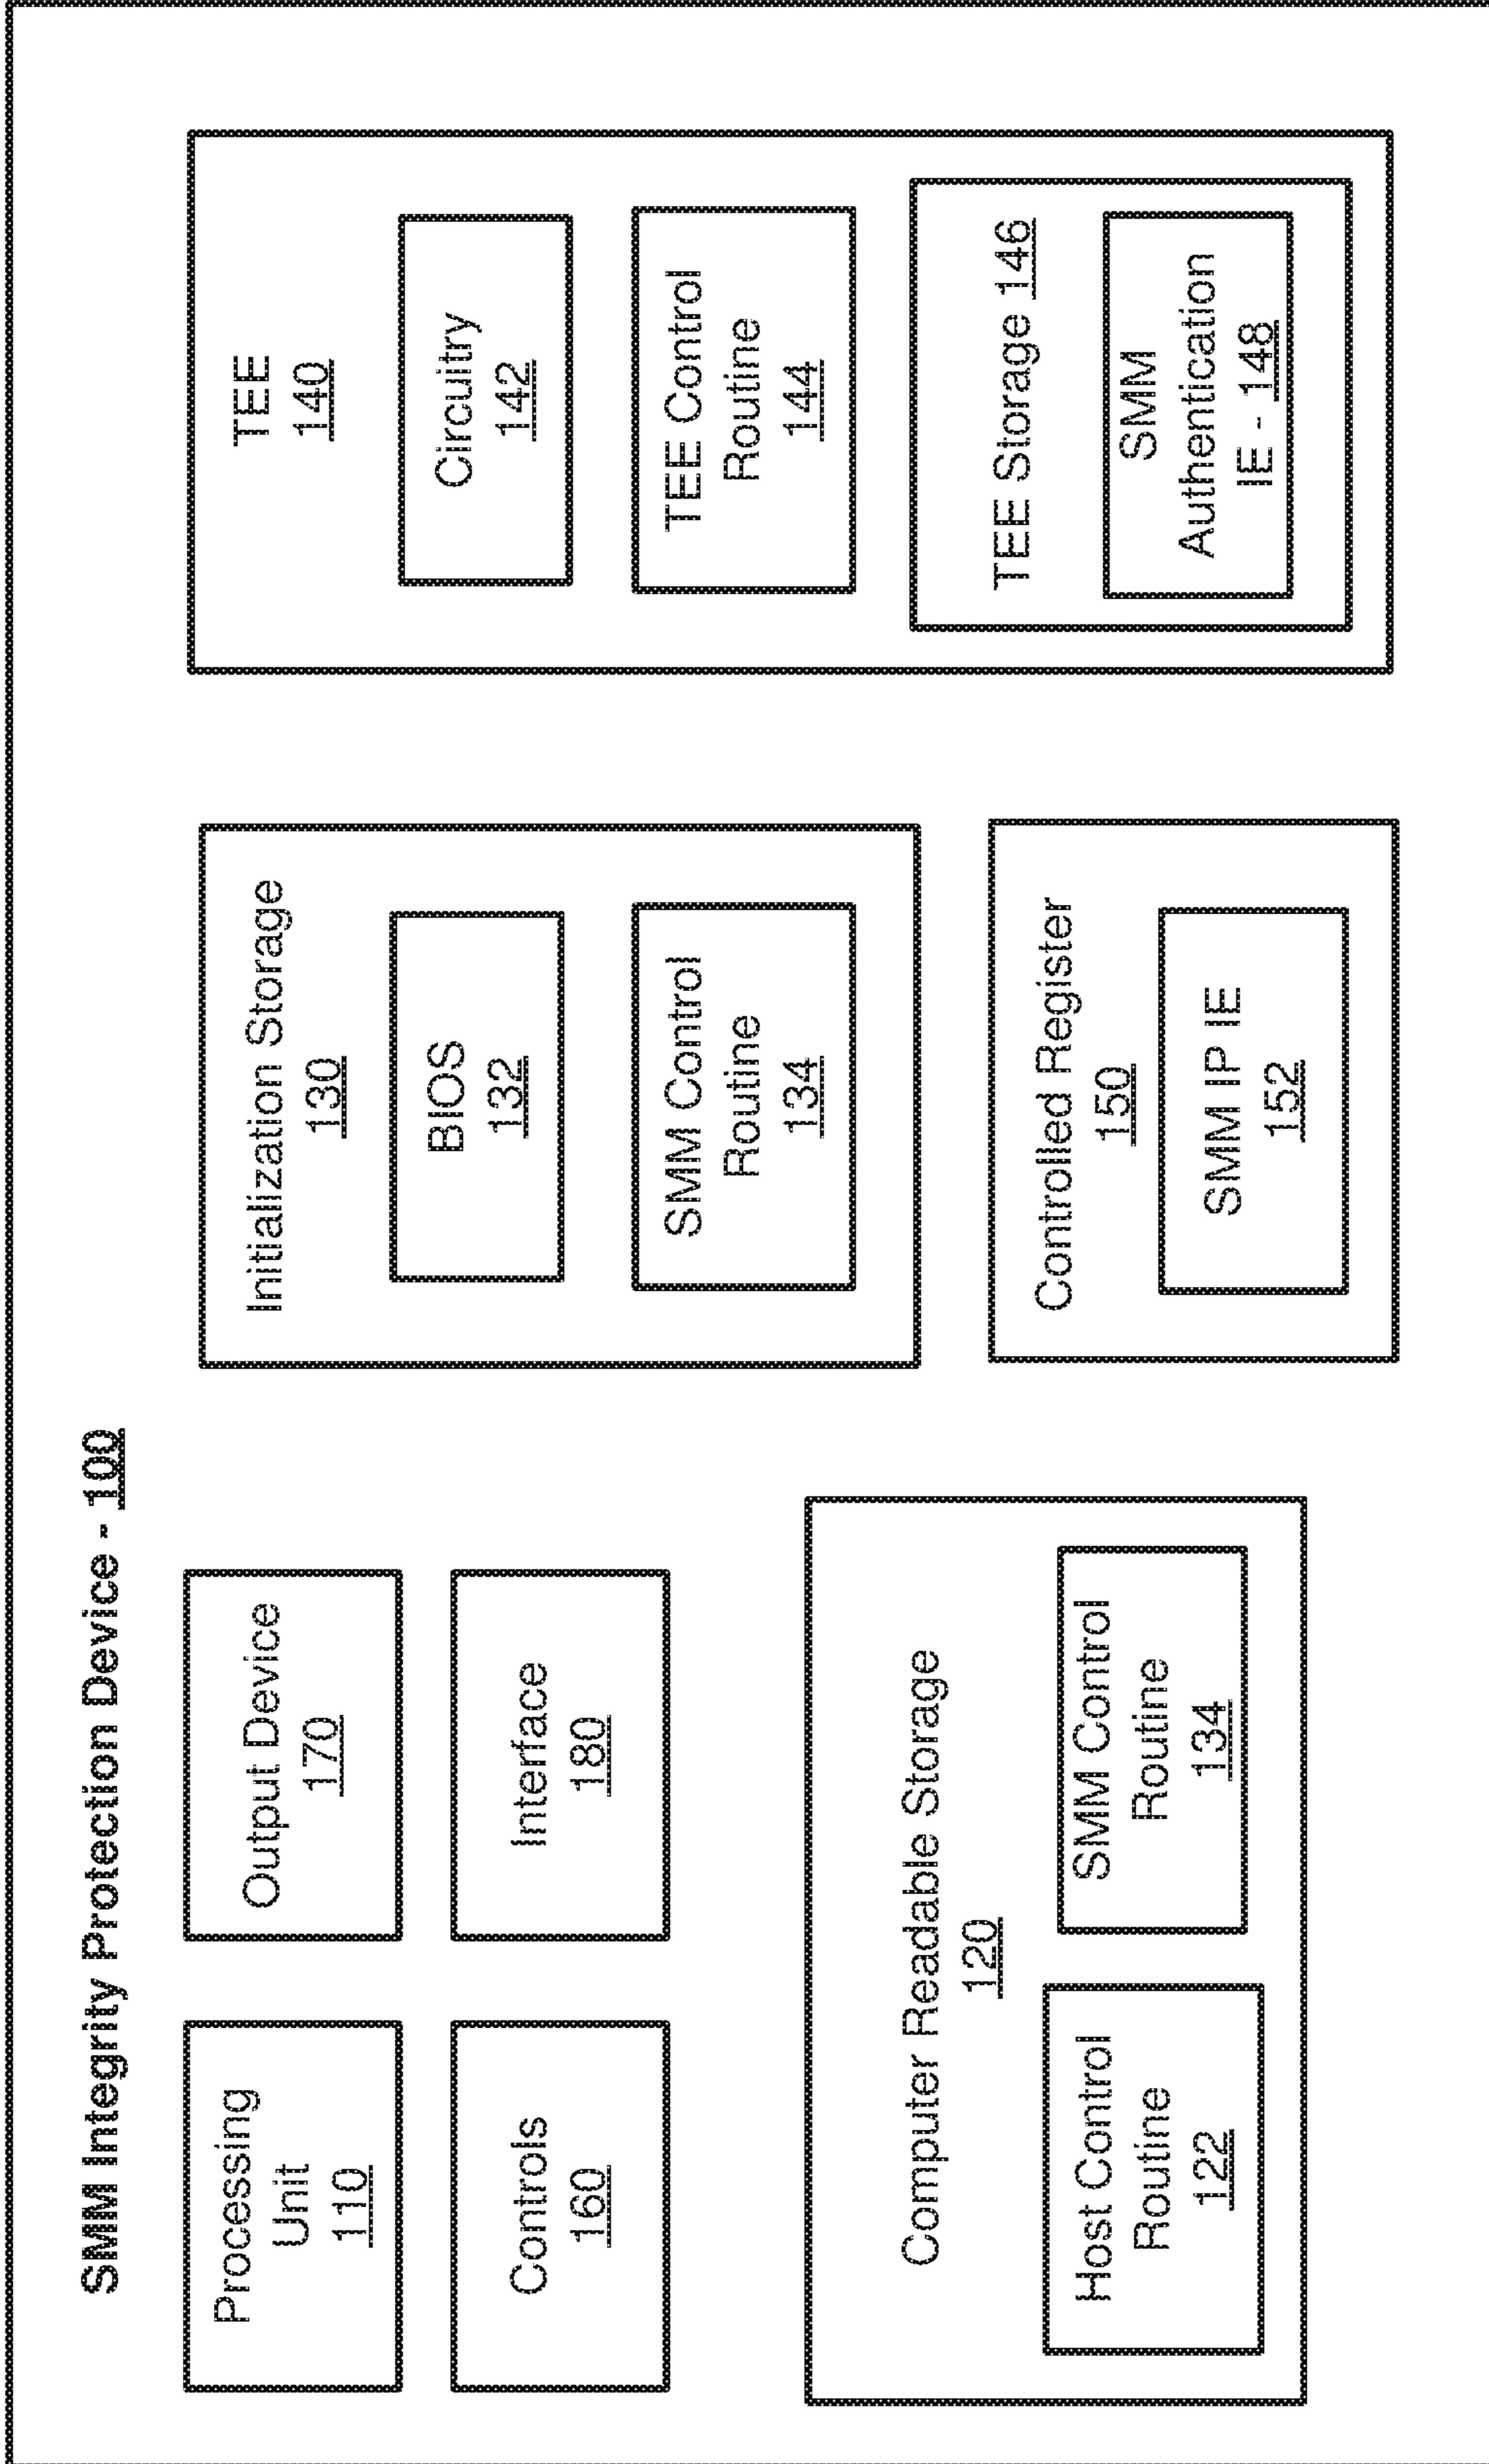 SMM Integrity Protection Device - 100
Processing
Unit
110
Output Device
170
Controls
160
Interface
180
Computer Readable Storage
120
Host Control
Routine
122
SMM Control
Routine
134
Initialization Storage
130
BIOS
132
SMM Control
Routine
134
Controlled Register
150
SMM IP IE
152
TEE
140
Circuitry
142
TEE Control
Routine
144
TEE Storage 146
SMM
Authentication
IE - 148